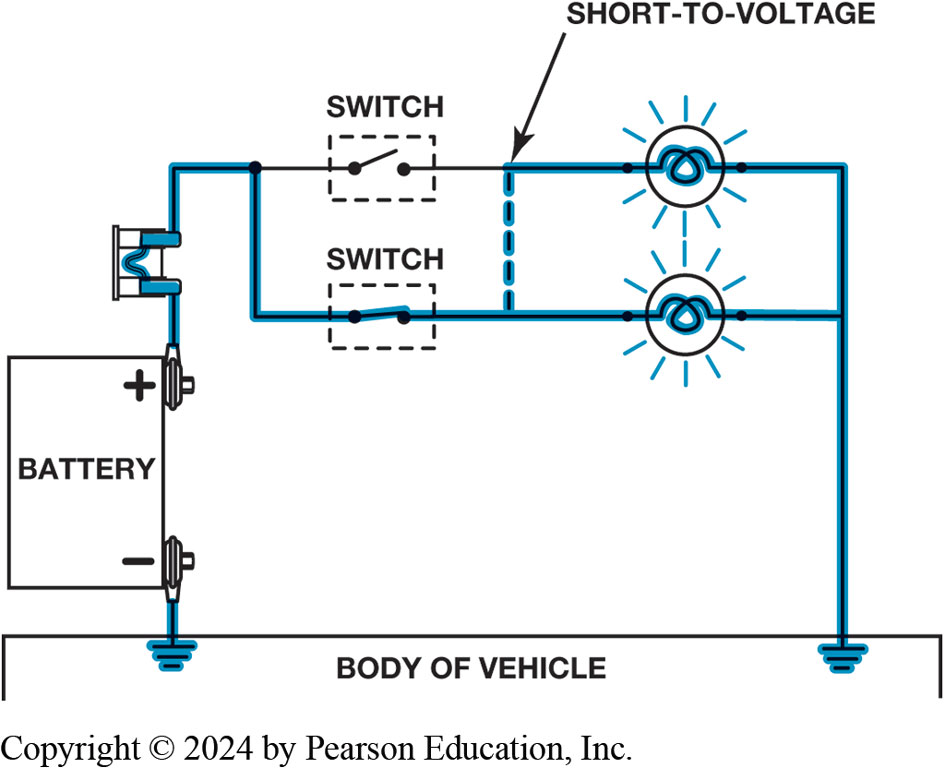 SHORT-TO-VOLTAGE
SWITCH
SWITCH
+
BATTERY
−
BODY OF VEHICLE
Copyright © 2024 by Pearson Education, Inc.